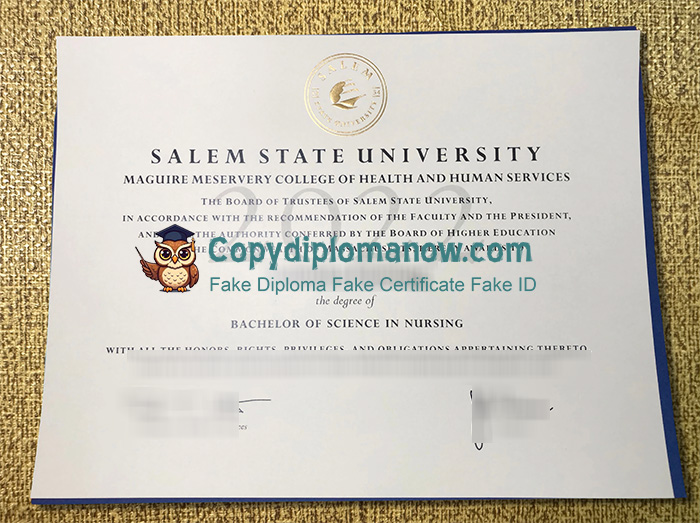 SALEM
SALEM STATE UNIVERSITY
MAGUIRE MESERVERY COLLEGE OF HEALTH AND HUMAN SERVICES
2022
THE BOARD OF TRUSTEES OF SALEM STATE UNIVERSITY,
IN ACCORDANCE WITH THE RECOMMENDATION OF THE FACULTY AND THE PRESIDENT,
THE AUTHORITY CONFERRED BY THE BOARD OF HIGHER EDUCATION
Copydiplomanow.com
Fake Diploma Fake Certificate Fake ID
the degree of
BACHELOR OF SCIENCE IN NURSING
WITH ALL THE HONORS, RIGHTS, PRIVILEGES, AND OBLIGATIONS APPERTAINING THERETO